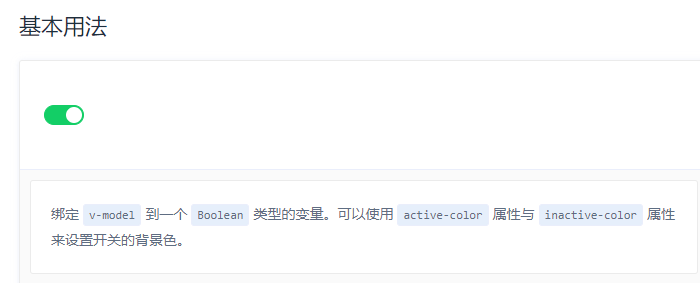 基本用法
绑定 v-model 到一个 Boolean 类型的变量。可以使用 active-color 属性与 inactive-color 属性
来设置开关的背景色。